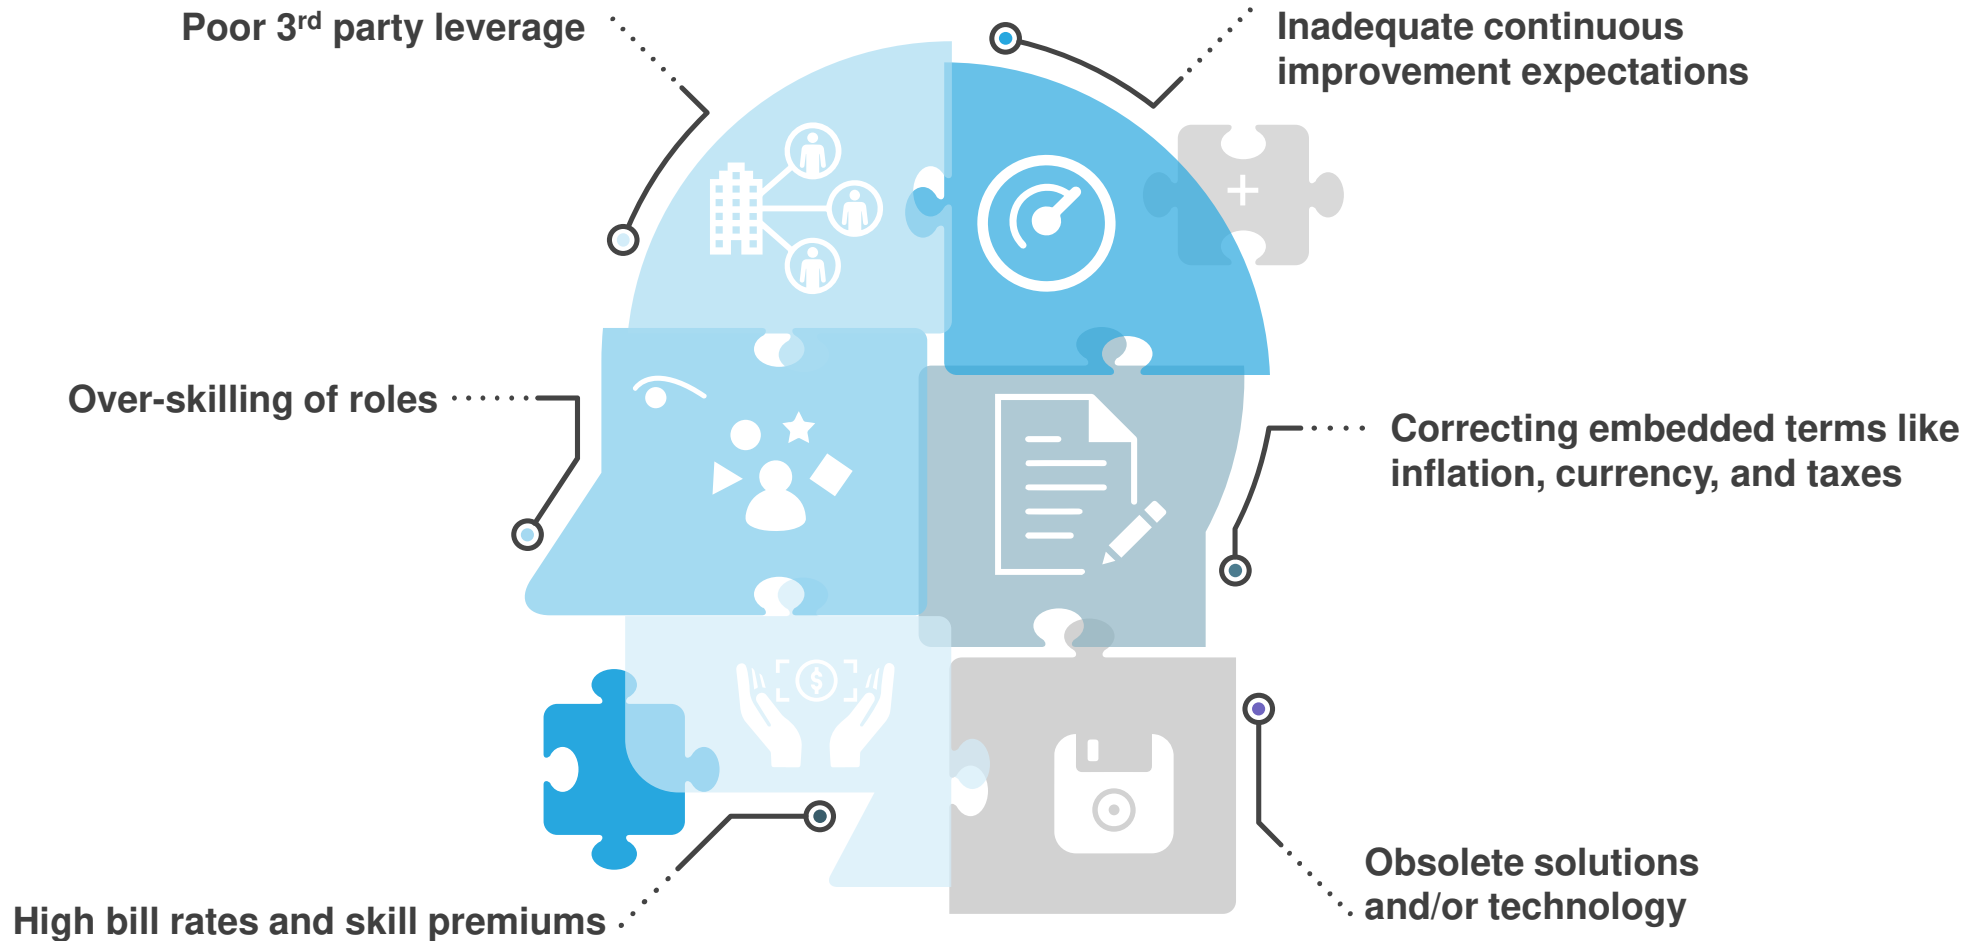 Poor 3rd party leverage
Inadequate continuous
improvement expectations
Over-skilling of roles
Correcting embedded terms like
inflation, currency, and taxes
High bill rates and skill premiums
Obsolete solutions
and/or technology
+
$